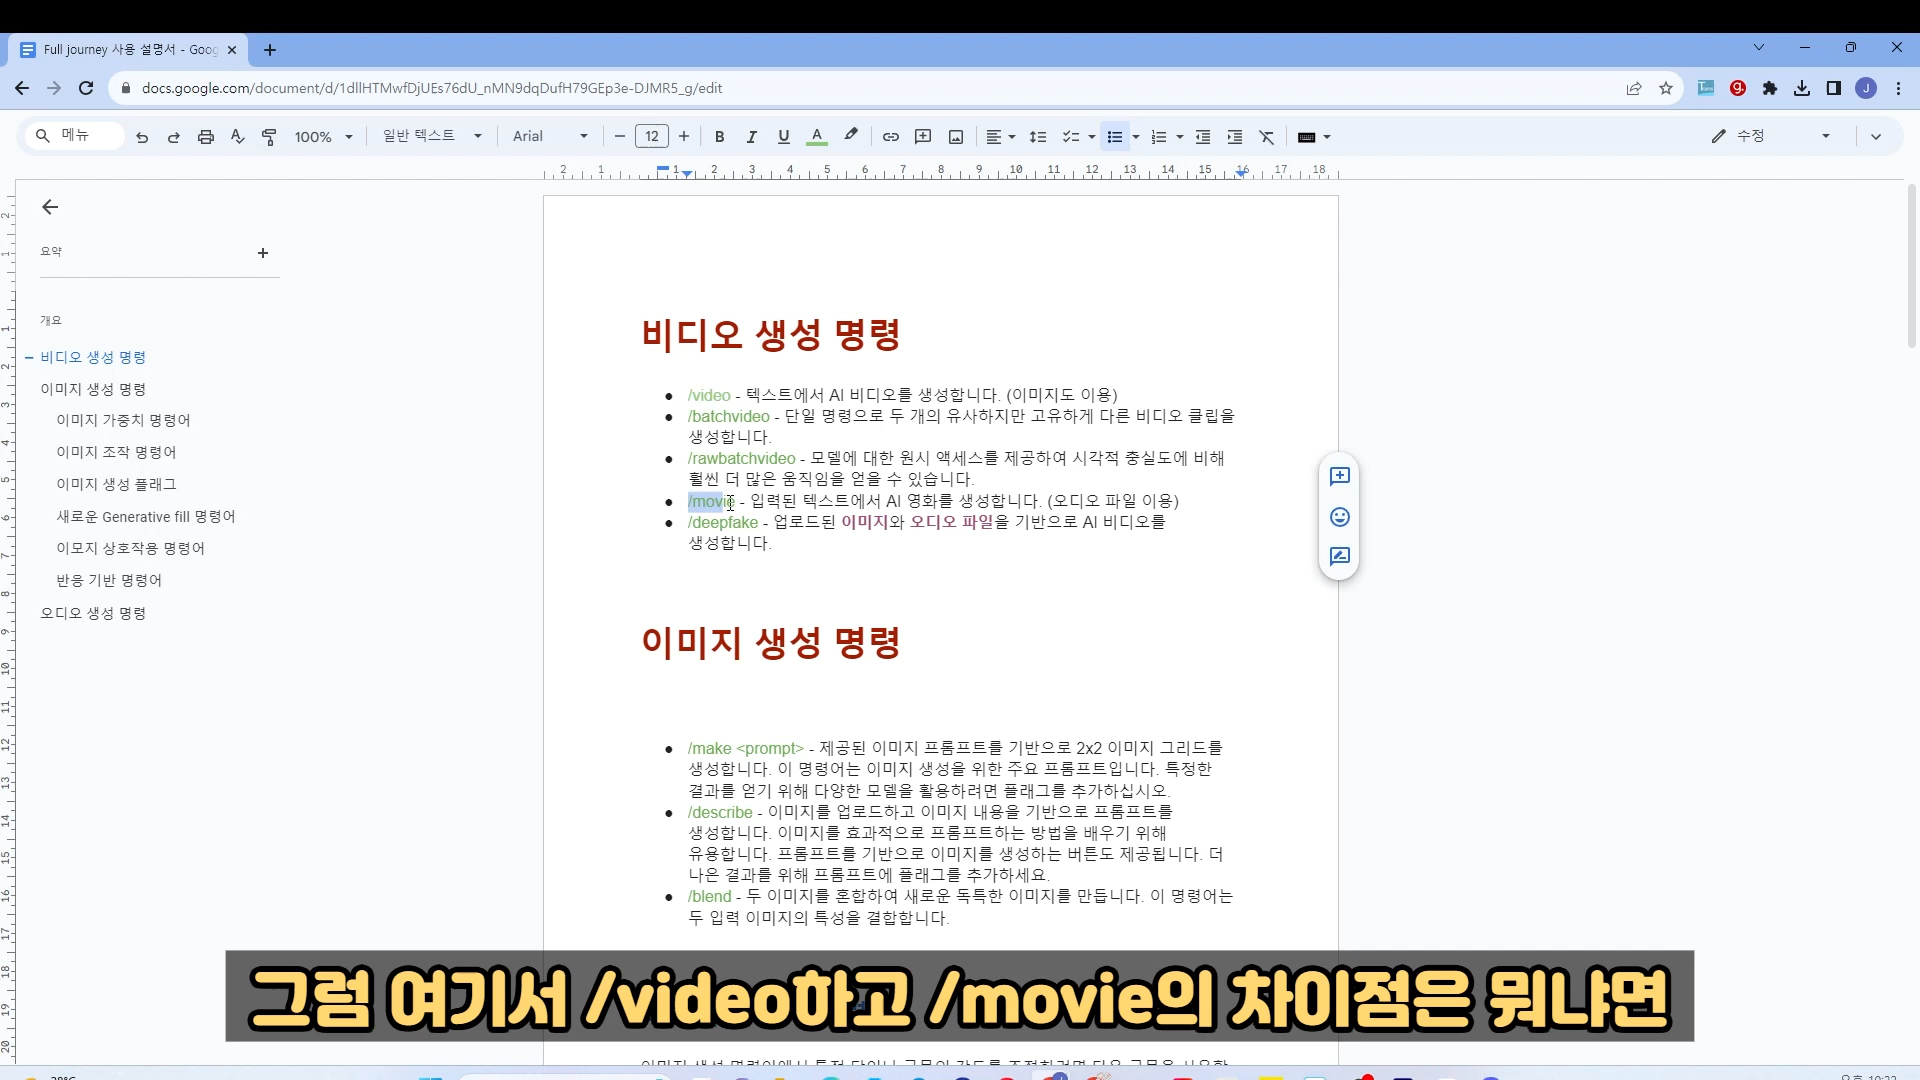 Full journey 사용 설명서 - Goog
docs.google.com/document/d/1dllHTMwfDjUEs76dU_nMN9dqDufH79GEp3e-DJMR5_g/edit
메뉴
100%
일반 텍스트
Arial
12
수정
2 1 1 2 3 4 5 6 7 8 9 10 11 12 13 14 15 16 17 18
요약
개요
비디오 생성 명령
이미지 생성 명령
이미지 가중치 명령어
이미지 조작 명령어
이미지 생성 플래그
새로운 Generative fill 명령어
이모지 상호작용 명령어
반응 기반 명령어
오디오 생성 명령
비디오 생성 명령
● /video - 텍스트에서 AI 비디오를 생성합니다. (이미지도 이용)
● /batchvideo - 단일 명령으로 두 개의 유사하지만 고유하게 다른 비디오 클립을
생성합니다.
● /rawbatchvideo - 모델에 대한 원시 액세스를 제공하여 시각적 충실도에 비해
훨씬 더 많은 움직임을 얻을 수 있습니다.
● /movie - 입력된 텍스트에서 AI 영화를 생성합니다. (오디오 파일 이용)
● /deepfake - 업로드된 이미지와 오디오 파일을 기반으로 AI 비디오를
생성합니다.
이미지 생성 명령
● /make <prompt> - 제공된 이미지 프롬프트를 기반으로 2x2 이미지 그리드를
생성합니다. 이 명령어는 이미지 생성을 위한 주요 프롬프트입니다. 특정한
결과를 얻기 위해 다양한 모델을 활용하려면 플래그를 추가하십시오.
● /describe - 이미지를 업로드하고 이미지 내용을 기반으로 프롬프트를
생성합니다. 이미지를 효과적으로 프롬프트하는 방법을 배우기 위해
유용합니다. 프롬프트를 기반으로 이미지를 생성하는 버튼도 제공됩니다. 더
나은 결과를 위해 프롬프트에 플래그를 추가하세요.
● /blend - 두 이미지를 혼합하여 새로운 독특한 이미지를 만듭니다. 이 명령어는
두 입력 이미지의 특성을 결합합니다.
그럼 여기서 /video하고 /movie의 차이점은 뭐냐면